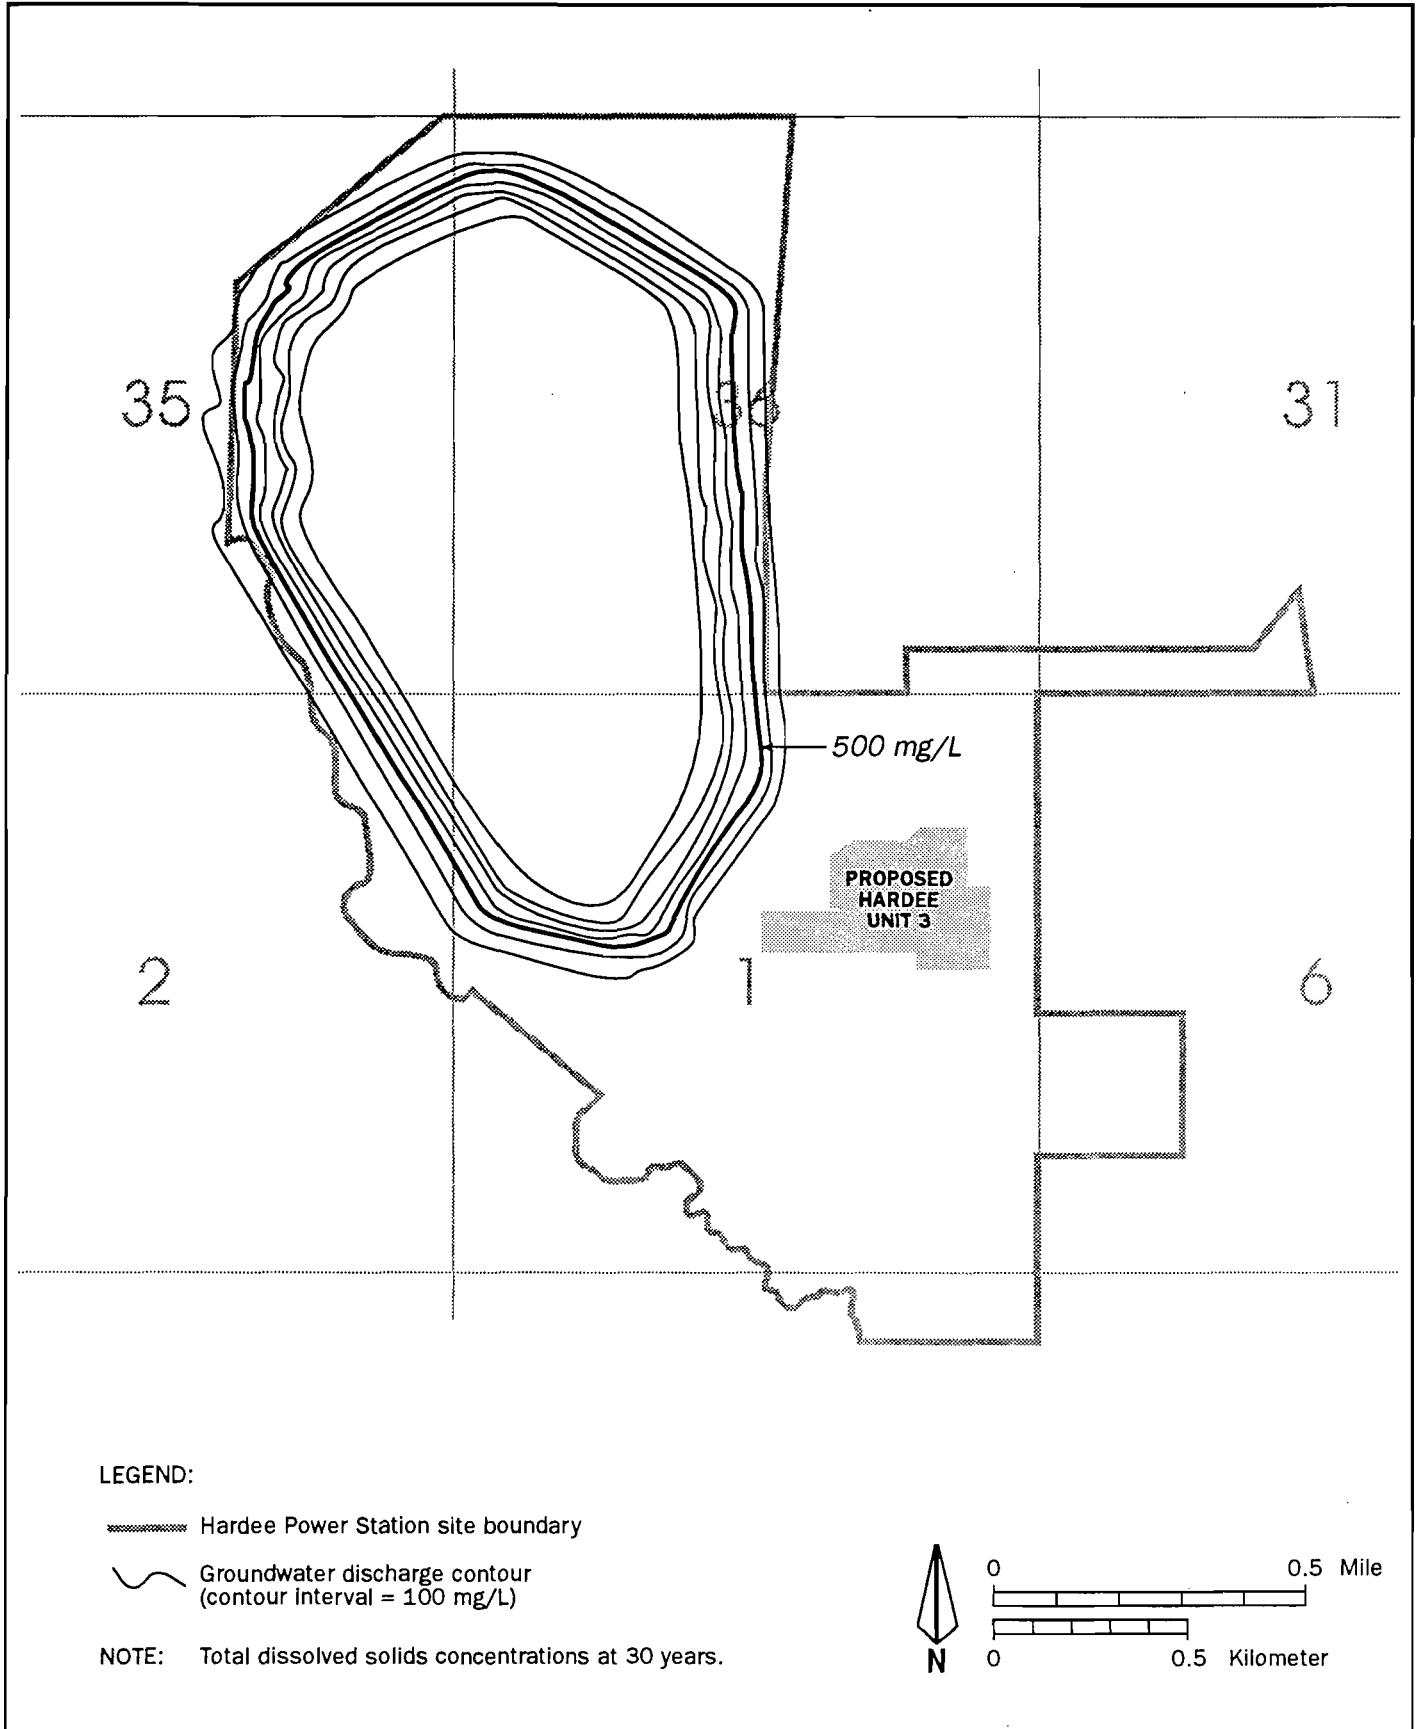 35
36
31
500 mg/L
PROPOSED
HARDEE
UNIT 3
2
1
6
LEGEND:
Hardee Power Station site boundary
Groundwater discharge contour
(contour interval = 100 mg/L)
NOTE: Total dissolved solids concentrations at 30 years.
N
0 0.5 Mile
0 0.5 Kilometer